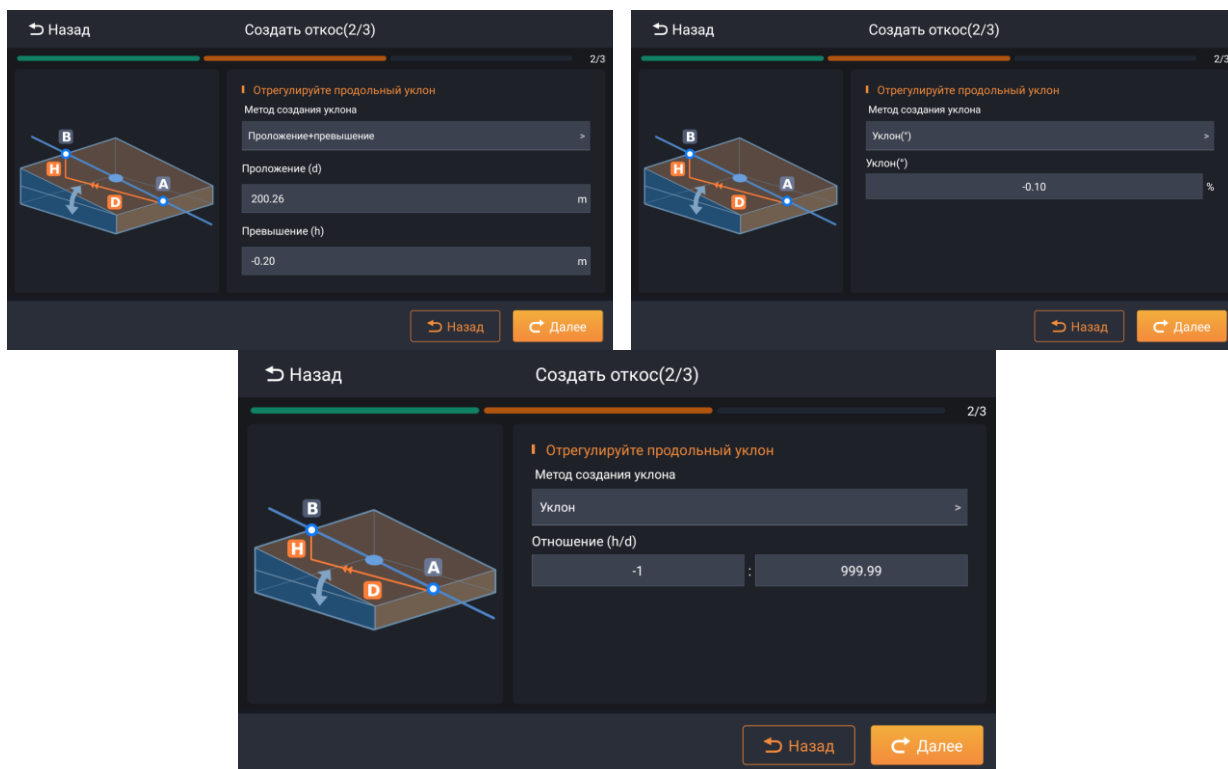 Назад Создать откос(2/3)
2/3
Отрегулируйте продольный уклон
Метод создания уклона
Проложение+превышение >
Проложение (d)
200.26 m
Превышение (h)
-0.20 m
B
H
A
D
Назад Далее
Назад Создать откос(2/3)
2/3
Отрегулируйте продольный уклон
Метод создания уклона
Уклон(°) >
Уклон(°)
-0.10 %
B
H
A
D
Назад Далее
Назад Создать откос(2/3)
2/3
Отрегулируйте продольный уклон
Метод создания уклона
Уклон >
Отношение (h/d)
-1 : 999.99
B
H
A
D
Назад Далее